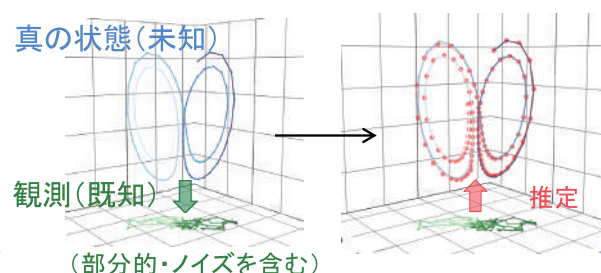 真の状態（未知）
観測（既知）
推定
（部分的・ノイズを含む）